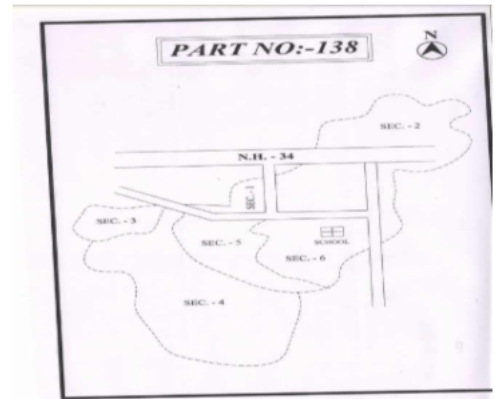 PART NO:-138
N
SEC. - 2
N.H. - 34
SEC.-1
SEC. - 3
SEC. - 5
SCHOOL
SEC. - 6
SEC. - 4